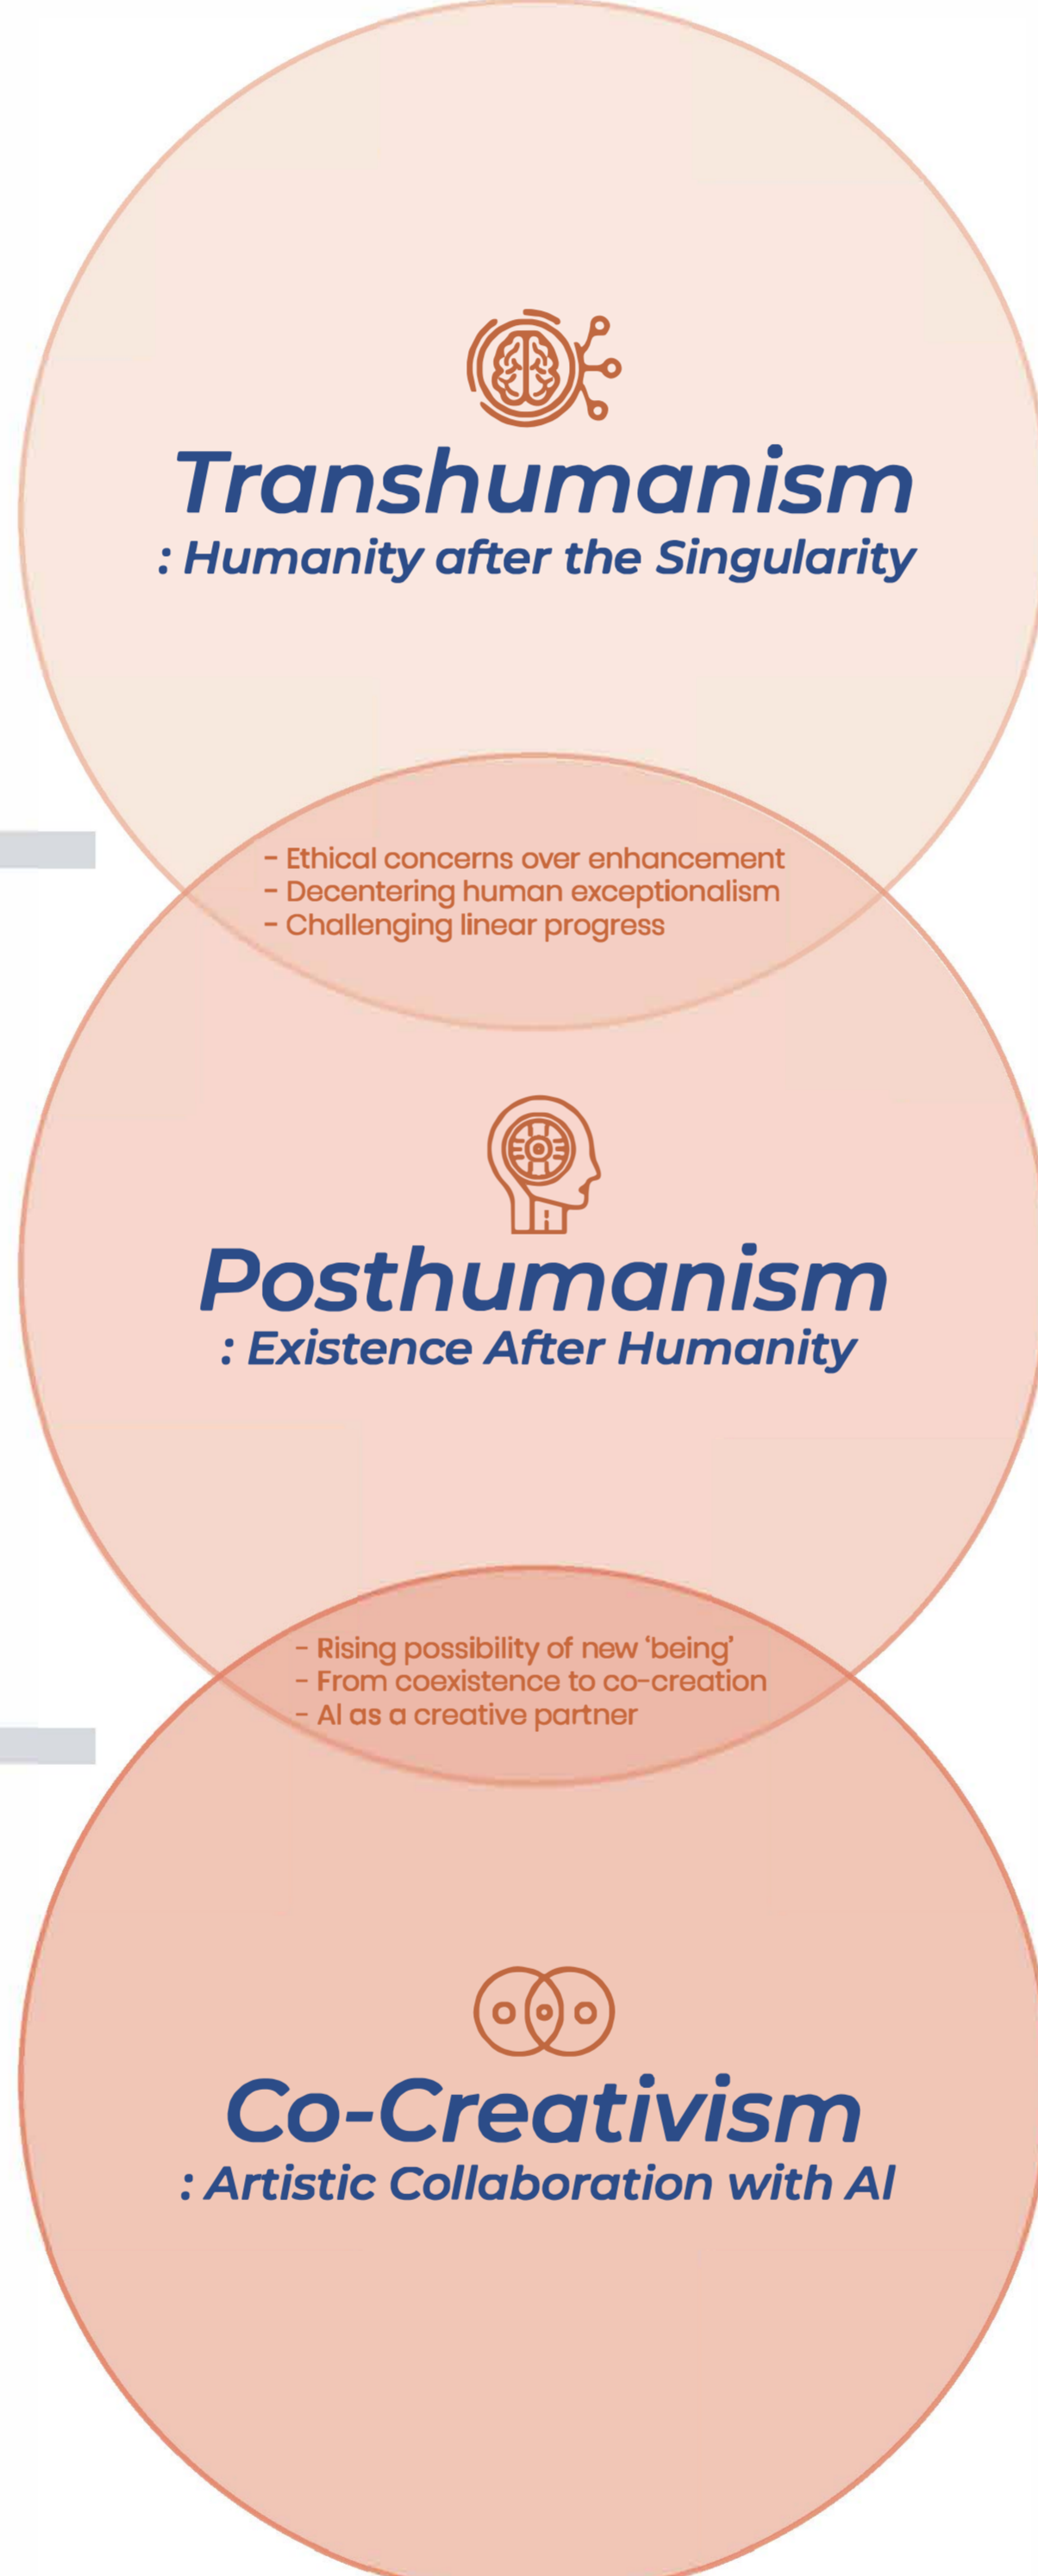 Transhumanism
: Humanity after the Singularity
- Ethical concerns over enhancement
- Decentering human exceptionalism
- Challenging linear progress
Posthumanism
: Existence After Humanity
- Rising possibility of new ‘being’
- From coexistence to co-creation
- AI as a creative partner
Co-Creativism
: Artistic Collaboration with AI